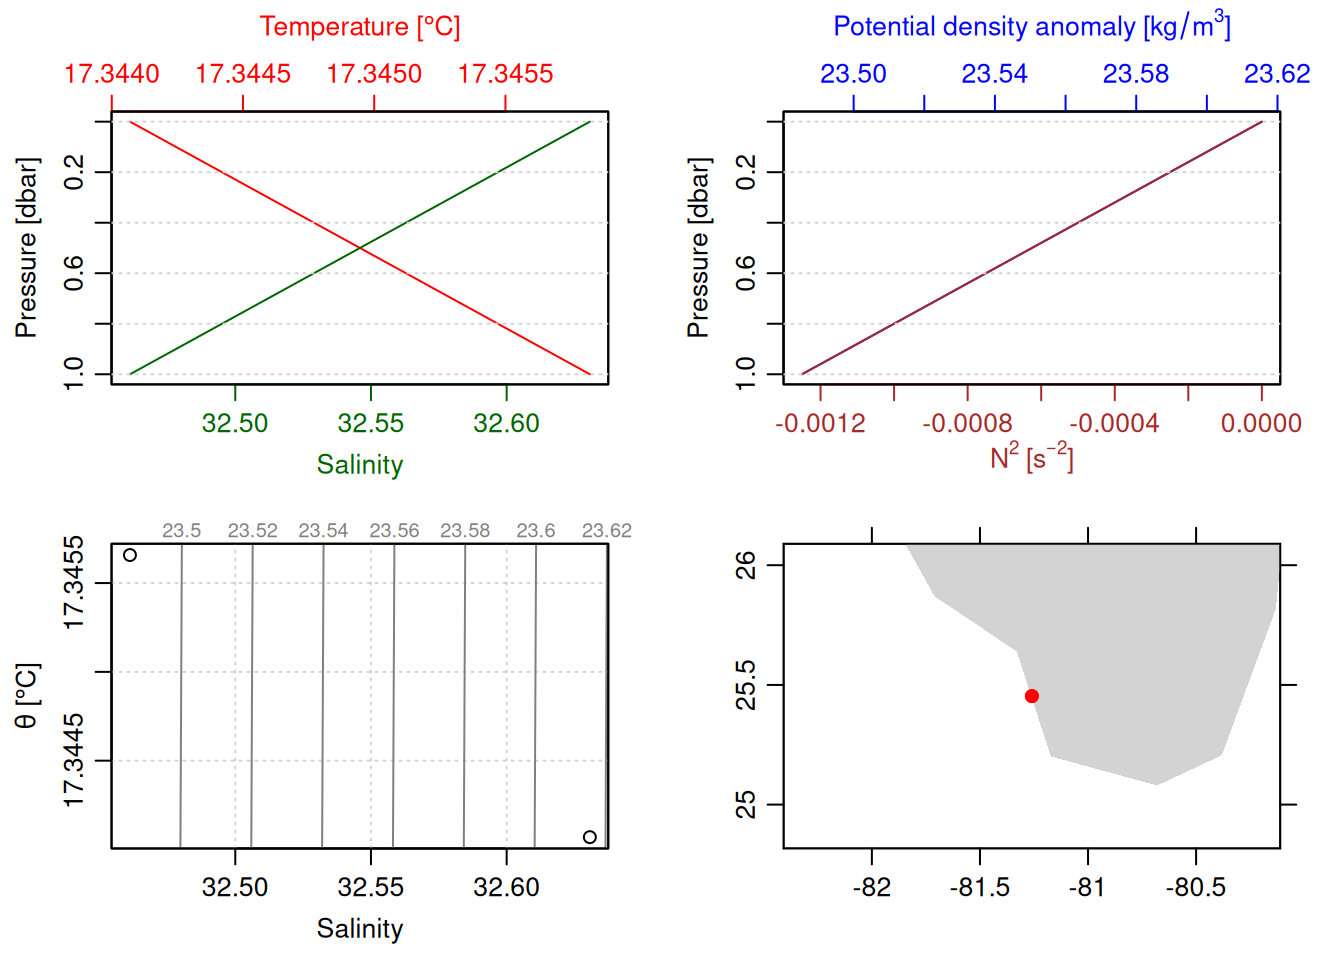 Temperature [°C]
17.3440 17.3445 17.3450 17.3455
Pressure [dbar]
0.2
0.6
1.0
32.50 32.55 32.60
Salinity
Potential density anomaly [kg/m³]
23.50 23.54 23.58 23.62
Pressure [dbar]
0.2
0.6
1.0
-0.0012 -0.0008 -0.0004 0.0000
N² [s⁻²]
23.5 23.52 23.54 23.56 23.58 23.6 23.62
θ [°C]
17.3455
17.3445
32.50 32.55 32.60
Salinity
26
25.5
25
-82 -81.5 -81 -80.5